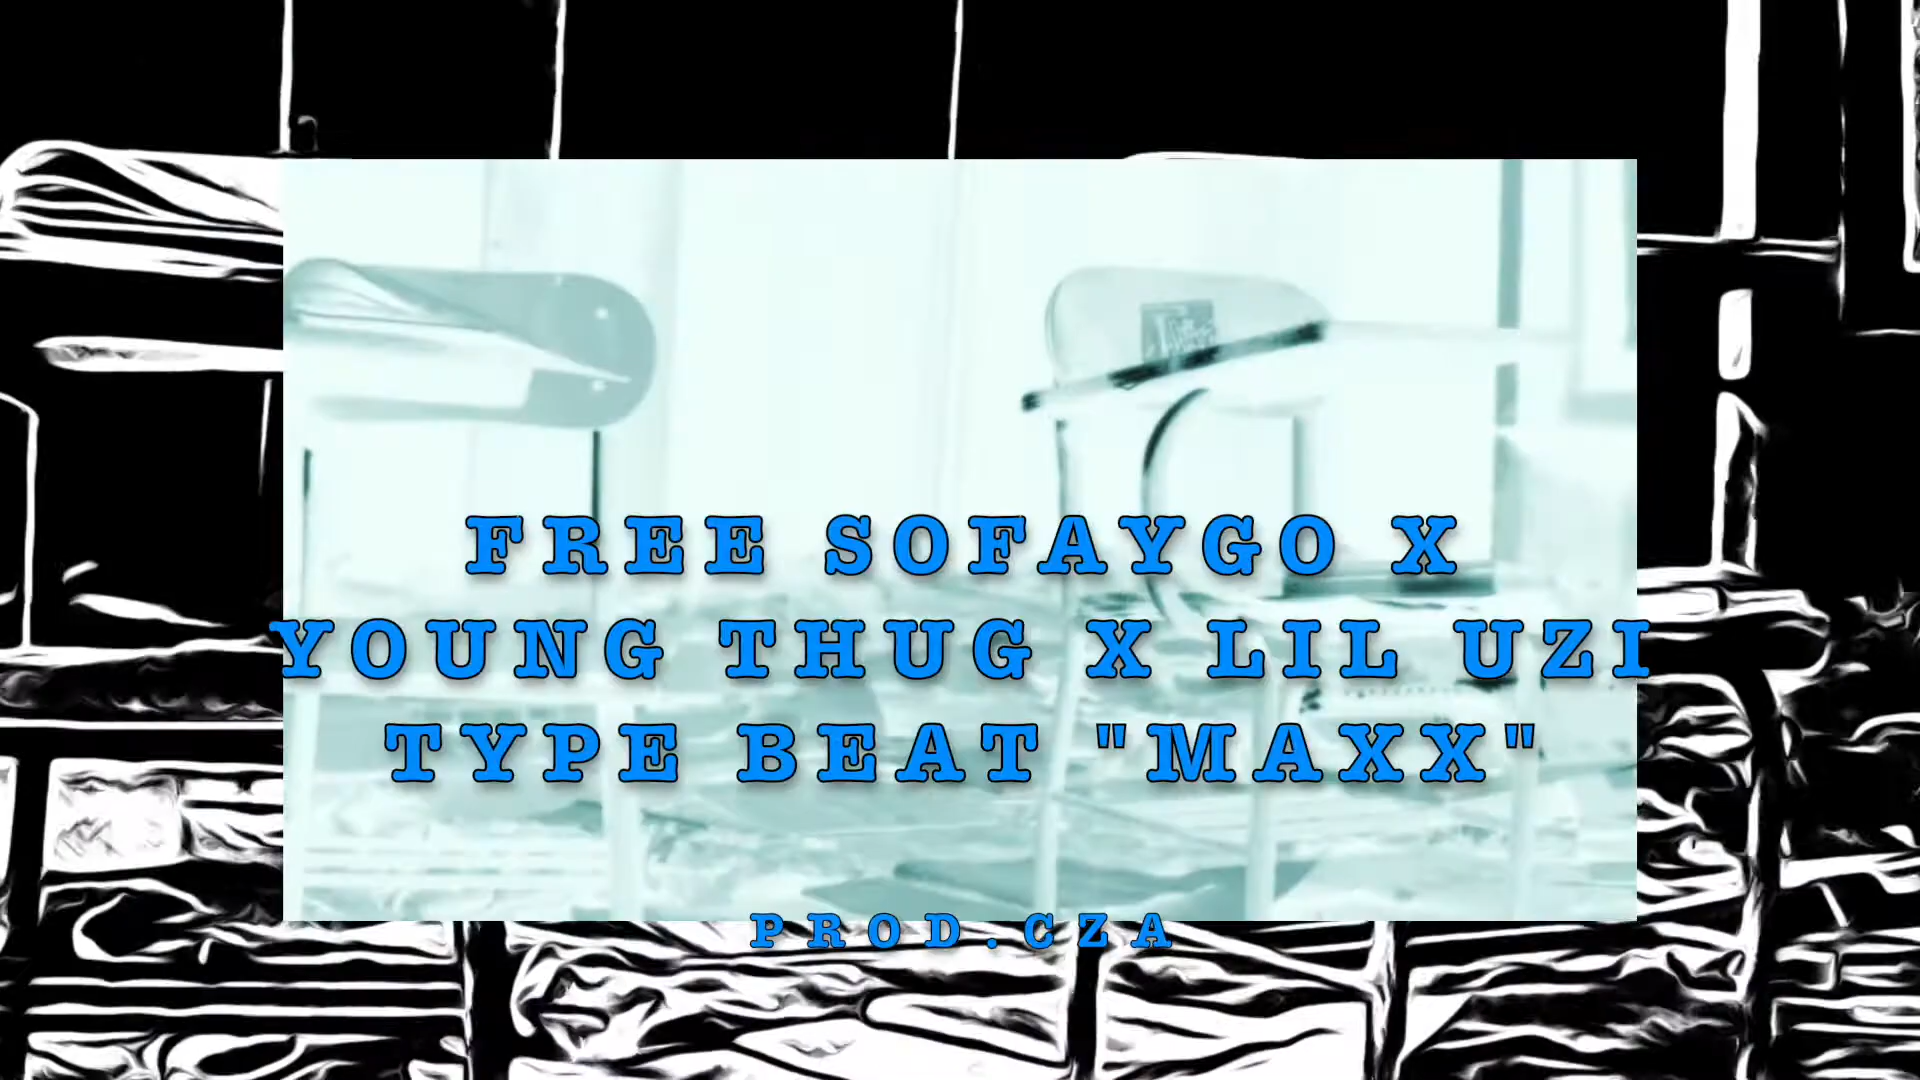 FREE SOFAYGO X
YOUNG THUG X LIL UZI
TYPE BEAT "MAXX"
PROD.CZA